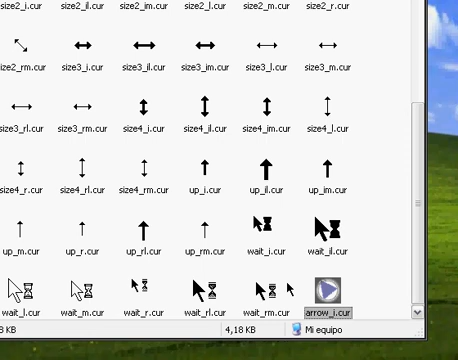 size2_i.cur size2_il.cur size2_im.cur size2_l.cur size2_m.cur size2_r.cur
size2_rm.cur size3_i.cur size3_il.cur size3_im.cur size3_l.cur size3_m.cur
size3_rl.cur size3_rm.cur size4_i.cur size4_il.cur size4_im.cur size4_l.cur
size4_r.cur size4_rl.cur size4_rm.cur up_i.cur up_il.cur up_im.cur
up_m.cur up_r.cur up_rl.cur up_rm.cur wait_i.cur wait_il.cur
wait_l.cur wait_m.cur wait_r.cur wait_rl.cur wait_rm.cur arrow_i.cur
8 KB 4,18 KB Mi equipo